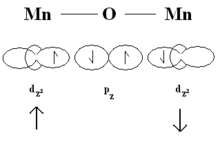 Mn — O — Mn
d_z² p_z d_z²